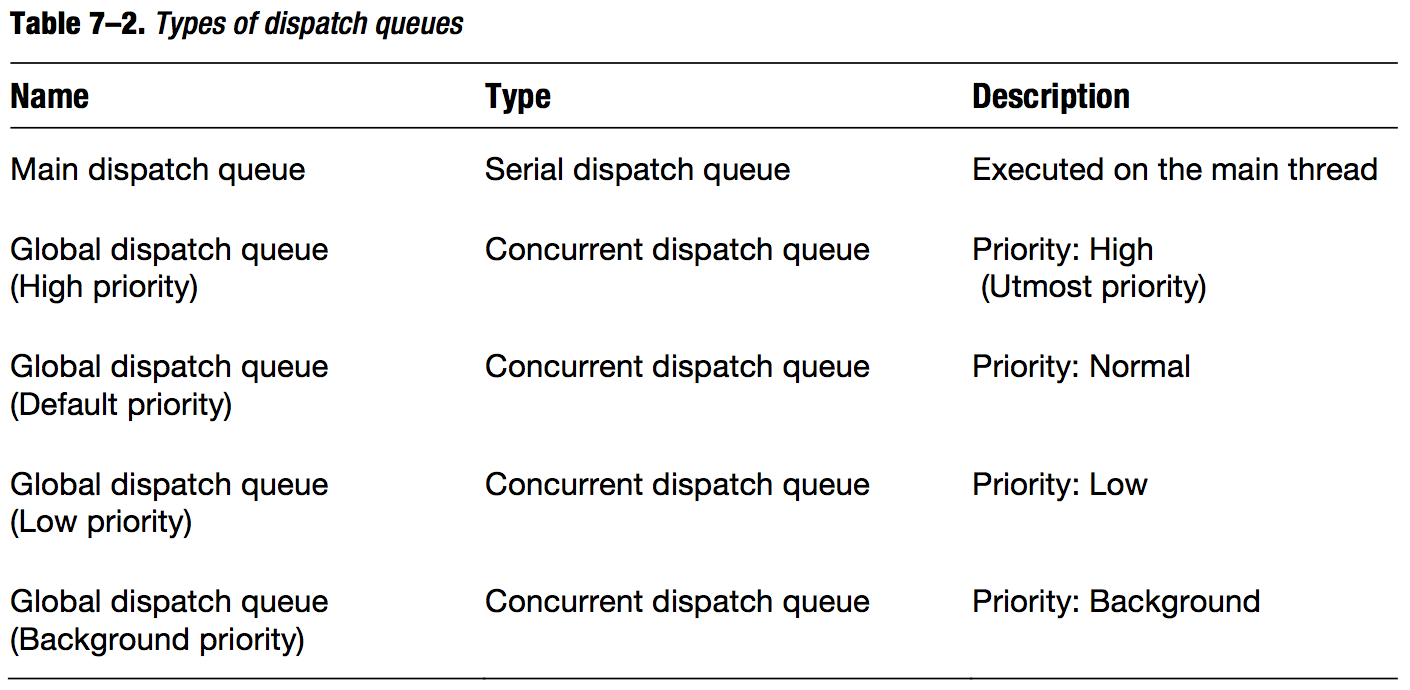 Table 7–2. Types of dispatch queues
Name Type Description
Main dispatch queue Serial dispatch queue Executed on the main thread
Global dispatch queue Concurrent dispatch queue Priority: High
(High priority) (Utmost priority)
Global dispatch queue Concurrent dispatch queue Priority: Normal
(Default priority)
Global dispatch queue Concurrent dispatch queue Priority: Low
(Low priority)
Global dispatch queue Concurrent dispatch queue Priority: Background
(Background priority)